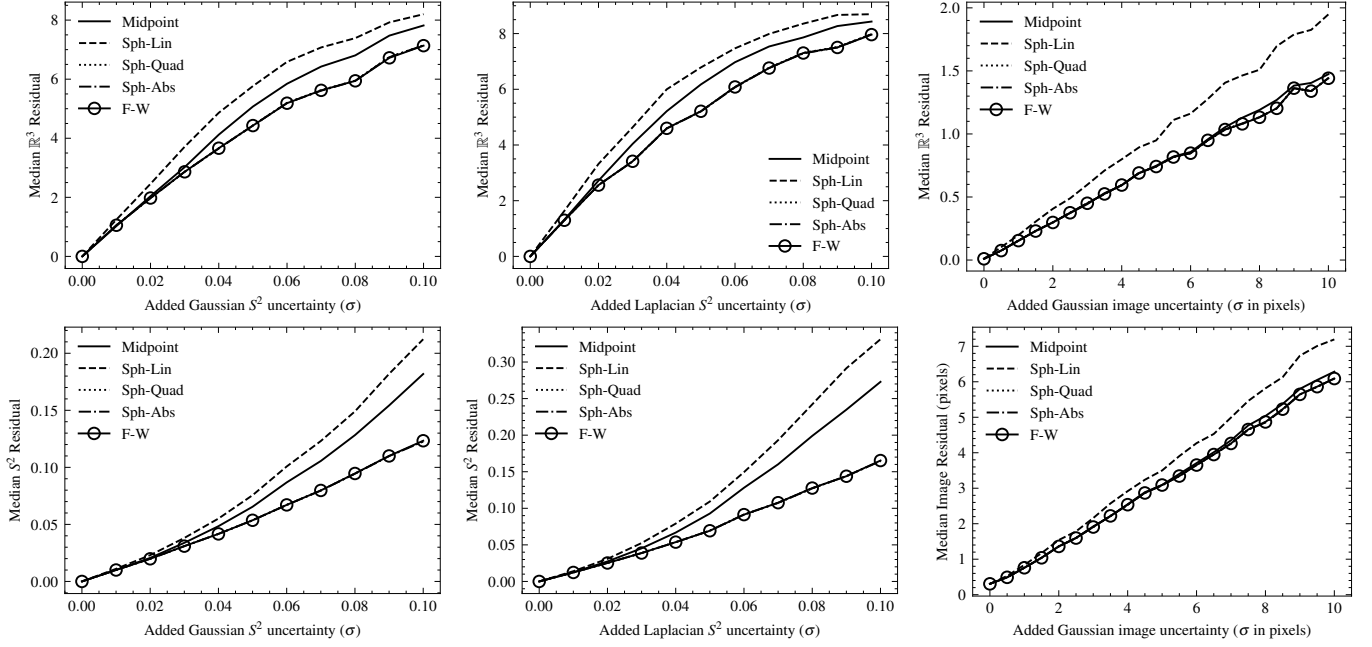 Median ℝ³ Residual
8
6
4
2
0
Midpoint
Sph-Lin
Sph-Quad
Sph-Abs
F-W
0.00
0.02
0.04
0.06
0.08
0.10
Added Gaussian S² uncertainty (σ)
Median ℝ³ Residual
8
6
4
2
0
Midpoint
Sph-Lin
Sph-Quad
Sph-Abs
F-W
0.00
0.02
0.04
0.06
0.08
0.10
Added Laplacian S² uncertainty (σ)
Median ℝ³ Residual
2.0
1.5
1.0
0.5
0.0
Midpoint
Sph-Lin
Sph-Quad
Sph-Abs
F-W
0
2
4
6
8
10
Added Gaussian image uncertainty (σ in pixels)
Median S² Residual
0.20
0.15
0.10
0.05
0.00
Midpoint
Sph-Lin
Sph-Quad
Sph-Abs
F-W
0.00
0.02
0.04
0.06
0.08
0.10
Added Gaussian S² uncertainty (σ)
Median S² Residual
0.30
0.25
0.20
0.15
0.10
0.05
0.00
Midpoint
Sph-Lin
Sph-Quad
Sph-Abs
F-W
0.00
0.02
0.04
0.06
0.08
0.10
Added Laplacian S² uncertainty (σ)
Median Image Residual (pixels)
7
6
5
4
3
2
1
0
Midpoint
Sph-Lin
Sph-Quad
Sph-Abs
F-W
0
2
4
6
8
10
Added Gaussian image uncertainty (σ in pixels)